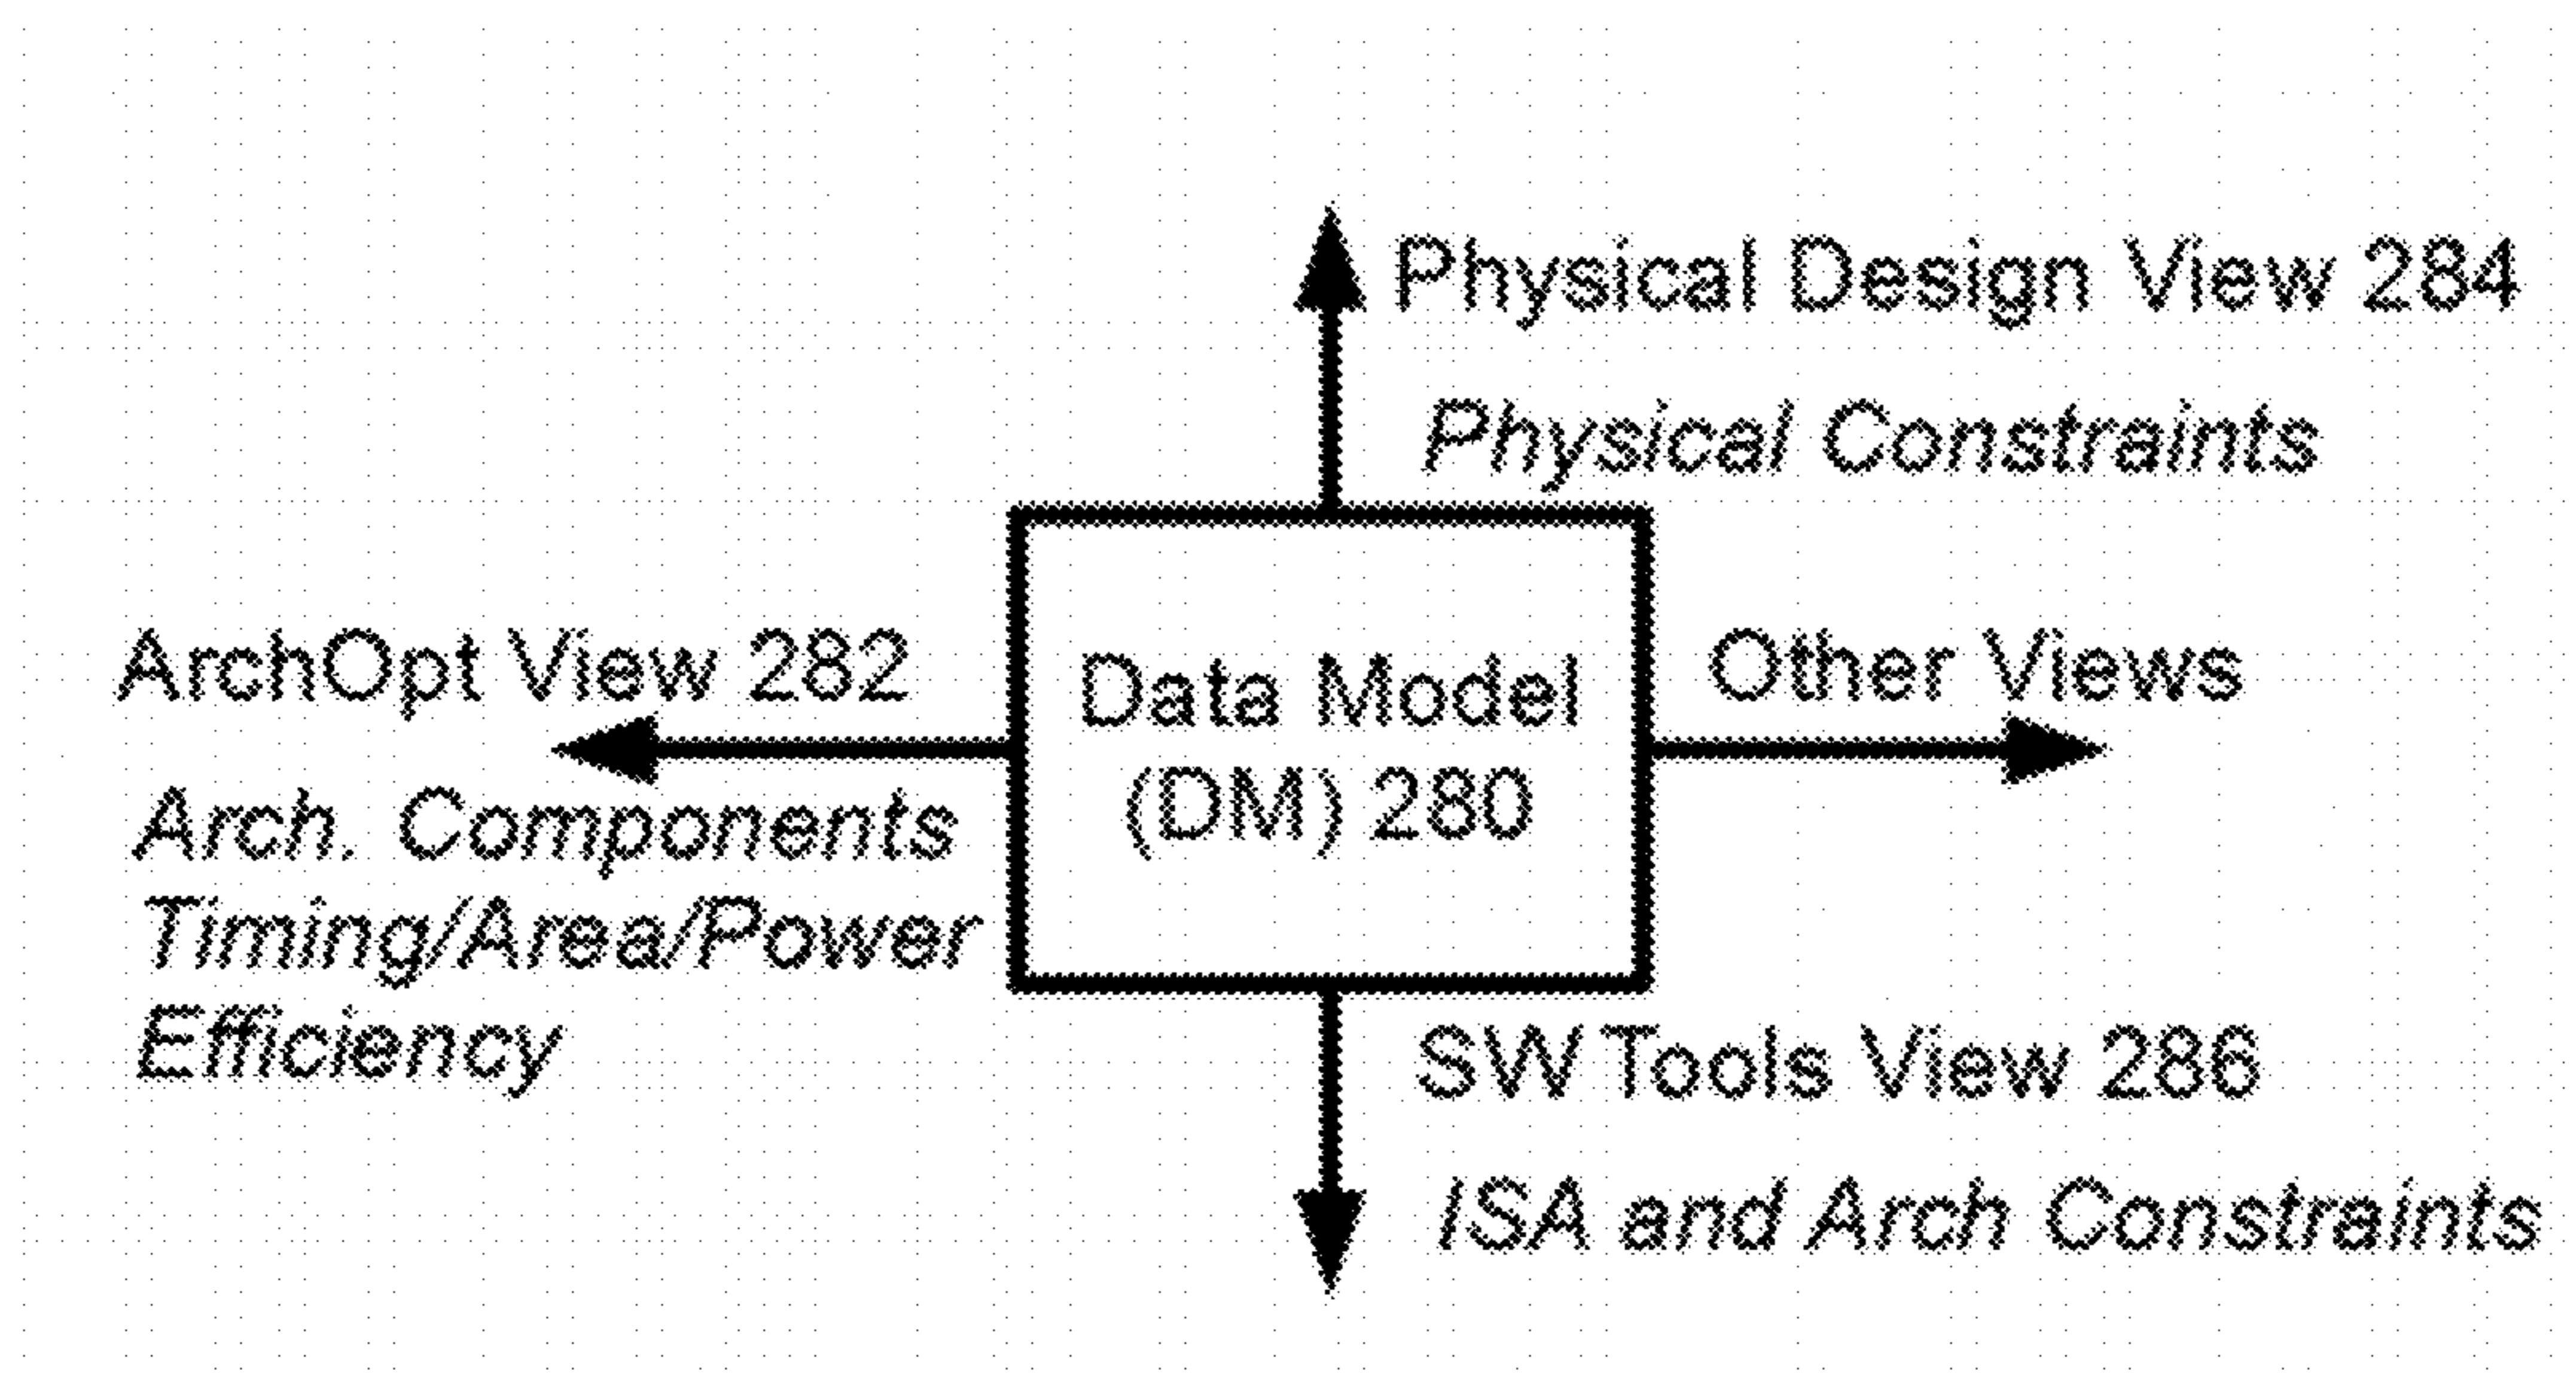 Physical Design View 284
Physical Constraints
ArchOpt View 282
Arch. Components
Timing/Area/Power
Efficiency
Data Model
(DM) 280
Other Views
SW Tools View 286
ISA and Arch Constraints